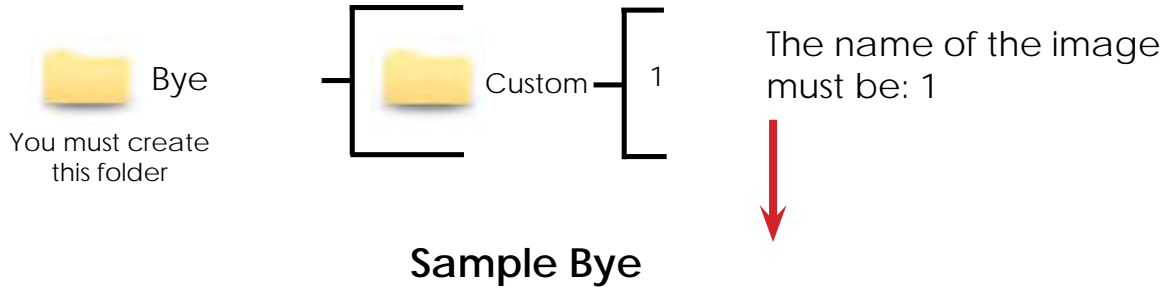 Bye
You must create
this folder
Custom
1
The name of the image
must be: 1
Sample Bye